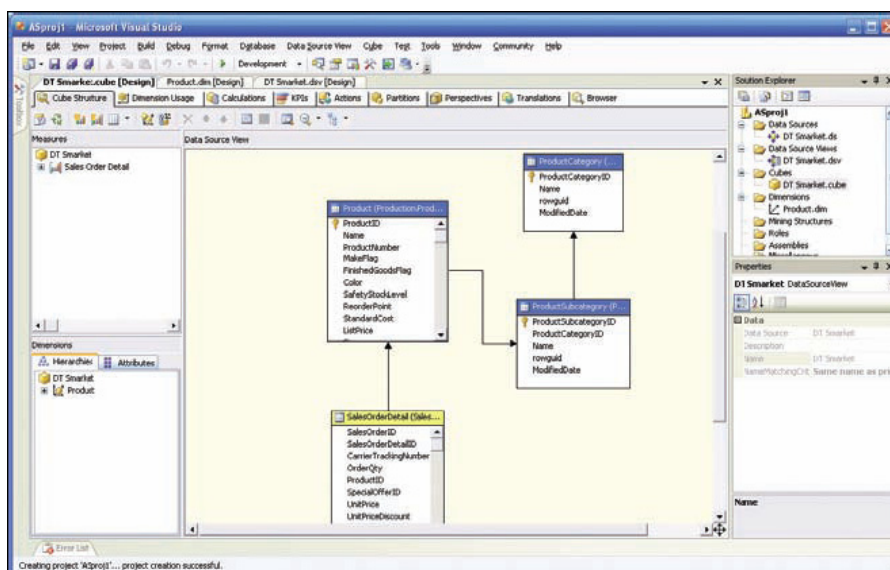 ASproj1 - Microsoft Visual Studio
File Edit View Project Build Debug Format Database Data Source View Cube Test Tools Window Community Help
Development
DT Smarke:.cube [Design] Product.dim [Design] DT Smarket.dsv [Design]
Cube Structure Dimension Usage Calculations KPIs Actions Partitions Perspectives Translations Browser
Toolbox
Measures
DT Smarket
Sales Order Detail
Dimensions
Hierarchies Attributes
DT Smarket
Product
Data Source View
ProductCategory (...
ProductCategoryID
Name
rowguid
ModifiedDate
Product (Production.Prod...
ProductID
Name
ProductNumber
MakeFlag
FinishedGoodsFlag
Color
SafetyStockLevel
ReorderPoint
StandardCost
ListPrice
ProductSubcategory (P...
ProductSubcategoryID
ProductCategoryID
Name
rowguid
ModifiedDate
SalesOrderDetail (Sales...
SalesOrderID
SalesOrderDetailID
CarrierTrackingNumber
OrderQty
ProductID
SpecialOfferID
UnitPrice
UnitPriceDiscount
Soution Explorer
ASproj1
Data Sources
DT Smarket.ds
Data Source Views
DT Smarket.dsv
Cubes
DT Smarket.cube
Dimensions
Product.dim
Mining Structures
Roles
Assemblies
Properties
DT Smarket DataSourceView
Data
Data Source DT Smarket
Description
Name DT Smarket
NameMatchingCrit Same name as pri
Name
Error List
Creating project 'ASproj1'... project creation successful.